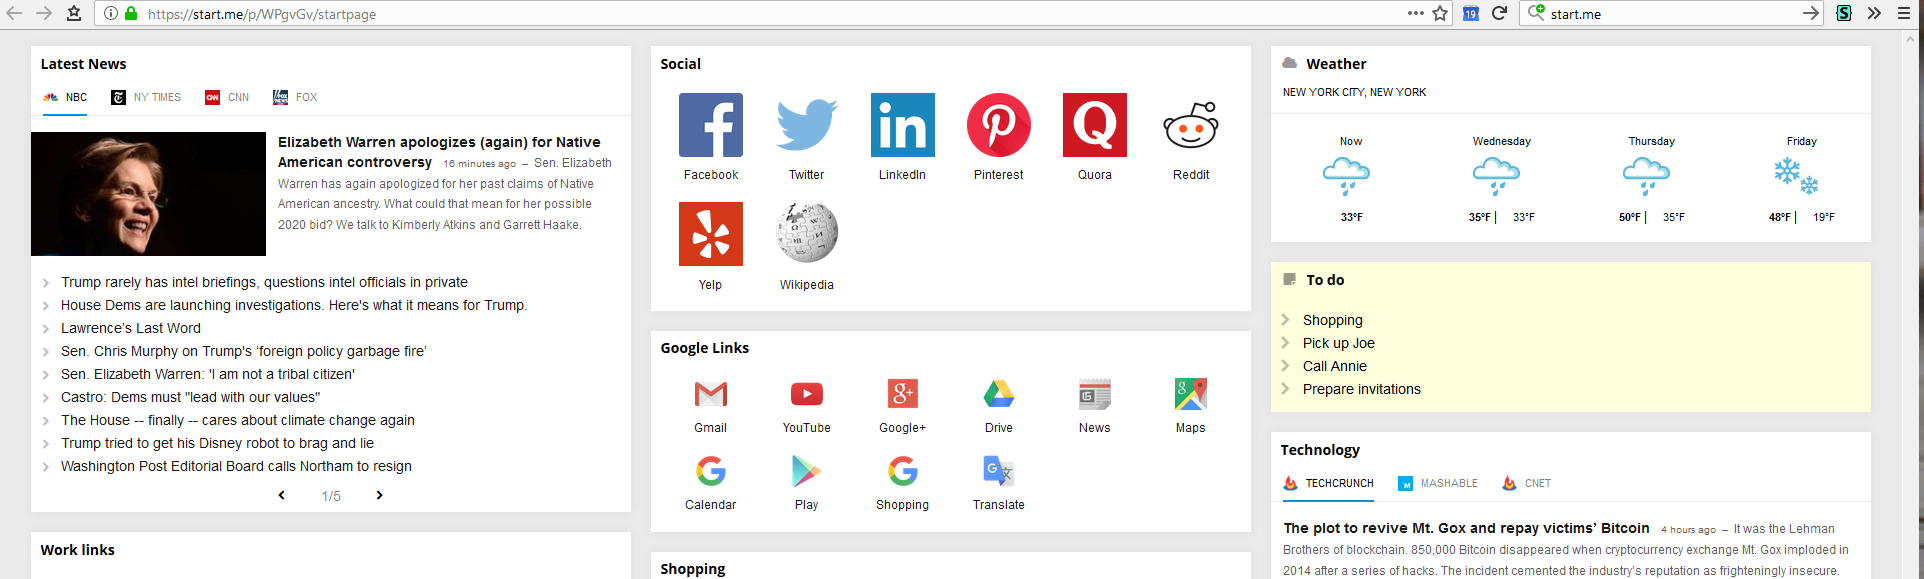 https://start.me/p/WPgvGv/startpage
19
start.me
S
Latest News
NBC
NY TIMES
CNN
FOX
Elizabeth Warren apologizes (again) for Native
American controversy 16 minutes ago – Sen. Elizabeth
Warren has again apologized for her past claims of Native
American ancestry. What could that mean for her possible
2020 bid? We talk to Kimberly Atkins and Garrett Haake.
Trump rarely has intel briefings, questions intel officials in private
House Dems are launching investigations. Here's what it means for Trump.
Lawrence’s Last Word
Sen. Chris Murphy on Trump's ‘foreign policy garbage fire’
Sen. Elizabeth Warren: 'I am not a tribal citizen'
Castro: Dems must "lead with our values"
The House -- finally -- cares about climate change again
Trump tried to get his Disney robot to brag and lie
Washington Post Editorial Board calls Northam to resign
1/5
Work links
Social
Facebook
Twitter
LinkedIn
Pinterest
Quora
Reddit
Yelp
Wikipedia
Google Links
Gmail
YouTube
Google+
Drive
News
Maps
Calendar
Play
Shopping
Translate
Shopping
Weather
NEW YORK CITY, NEW YORK
Now
Wednesday
Thursday
Friday
33°F
35°F | 33°F
50°F | 35°F
48°F | 19°F
To do
Shopping
Pick up Joe
Call Annie
Prepare invitations
Technology
TECHCRUNCH
MASHABLE
CNET
The plot to revive Mt. Gox and repay victims’ Bitcoin 4 hours ago – It was the Lehman
Brothers of blockchain. 850,000 Bitcoin disappeared when cryptocurrency exchange Mt. Gox imploded in
2014 after a series of hacks. The incident cemented the industry’s reputation as frighteningly insecure.